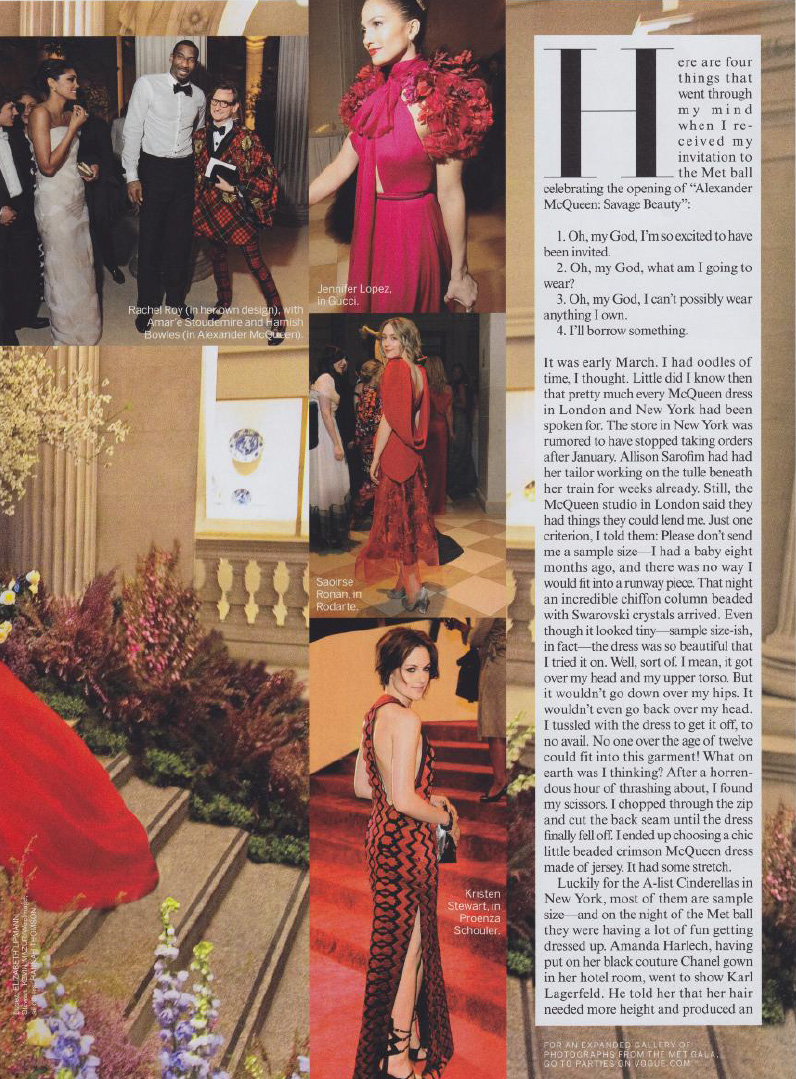 Rachel Roy (in her own design), with
Amar'e Stoudemire and Hamish
Bowles (in Alexander McQueen).
Jennifer Lopez,
in Gucci.
Saoirse
Ronan, in
Rodarte.
Kristen
Stewart, in
Proenza
Schouler.
Here are four
things that
went through
my mind
when I re-
ceived my
invitation to
the Met ball
celebrating the opening of “Alexander
McQueen: Savage Beauty”:
1. Oh, my God, I'm so excited to have
been invited.
2. Oh, my God, what am I going to
wear?
3. Oh, my God, I can't possibly wear
anything I own.
4. I'll borrow something.
It was early March. I had oodles of
time, I thought. Little did I know then
that pretty much every McQueen dress
in London and New York had been
spoken for. The store in New York was
rumored to have stopped taking orders
after January. Allison Sarofim had had
her tailor working on the tulle beneath
her train for weeks already. Still, the
McQueen studio in London said they
had things they could lend me. Just one
criterion, I told them: Please don't send
me a sample size—I had a baby eight
months ago, and there was no way I
would fit into a runway piece. That night
an incredible chiffon column beaded
with Swarovski crystals arrived. Even
though it looked tiny—sample size-ish,
in fact—the dress was so beautiful that
I tried it on. Well, sort of. I mean, it got
over my head and my upper torso. But
it wouldn't go down over my hips. It
wouldn't even go back over my head.
I tussled with the dress to get it off, to
no avail. No one over the age of twelve
could fit into this garment! What on
earth was I thinking? After a horren-
dous hour of thrashing about, I found
my scissors. I chopped through the zip
and cut the back seam until the dress
finally fell off. I ended up choosing a chic
little beaded crimson McQueen dress
made of jersey. It had some stretch.
Luckily for the A-list Cinderellas in
New York, most of them are sample
size—and on the night of the Met ball
they were having a lot of fun getting
dressed up. Amanda Harlech, having
put on her black couture Chanel gown
in her hotel room, went to show Karl
Lagerfeld. He told her that her hair
needed more height and produced an
FOR AN EXPANDED GALLERY OF
PHOTOGRAPHS FROM THE MET GALA,
GO TO PARTIES ON VOGUE.COM